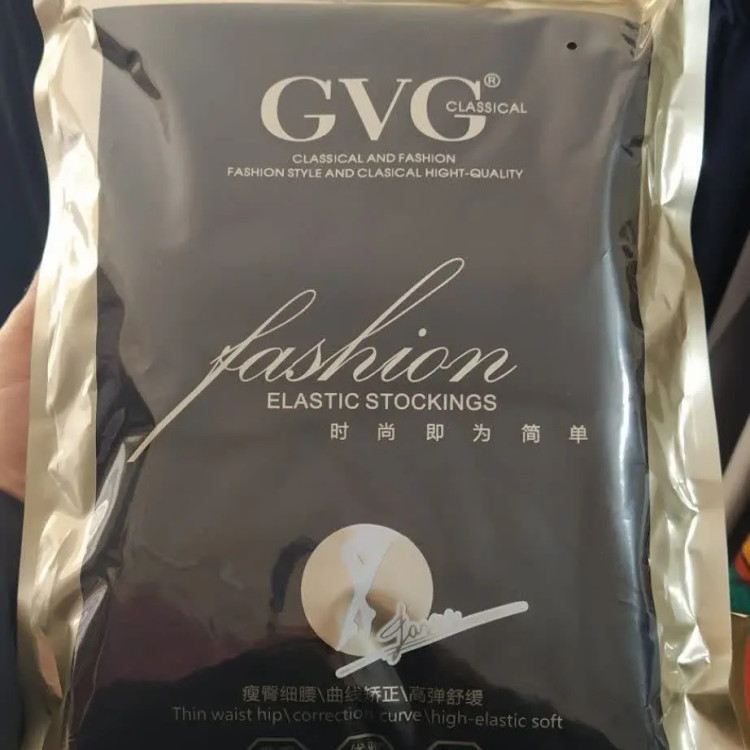 GVG®
CLASSICAL
CLASSICAL AND FASHION
FASHION STYLE AND CLASICAL HIGHT-QUALITY
fashion
ELASTIC STOCKINGS
时尚即为简单
瘦臀细腰\曲线矫正\高弹舒缓
Thin waist hip\correction curve\high-elastic soft